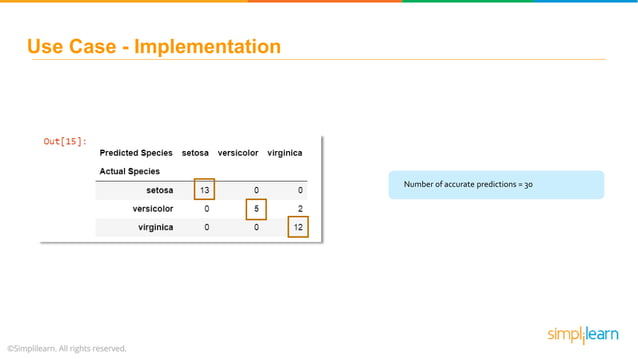 Use Case - Implementation
Out[15]:
Predicted Species setosa versicolor virginica
Actual Species
setosa 13 0 0
versicolor 0 5 2
virginica 0 0 12
Number of accurate predictions = 30
simplilearn
©Simplilearn. All rights reserved.